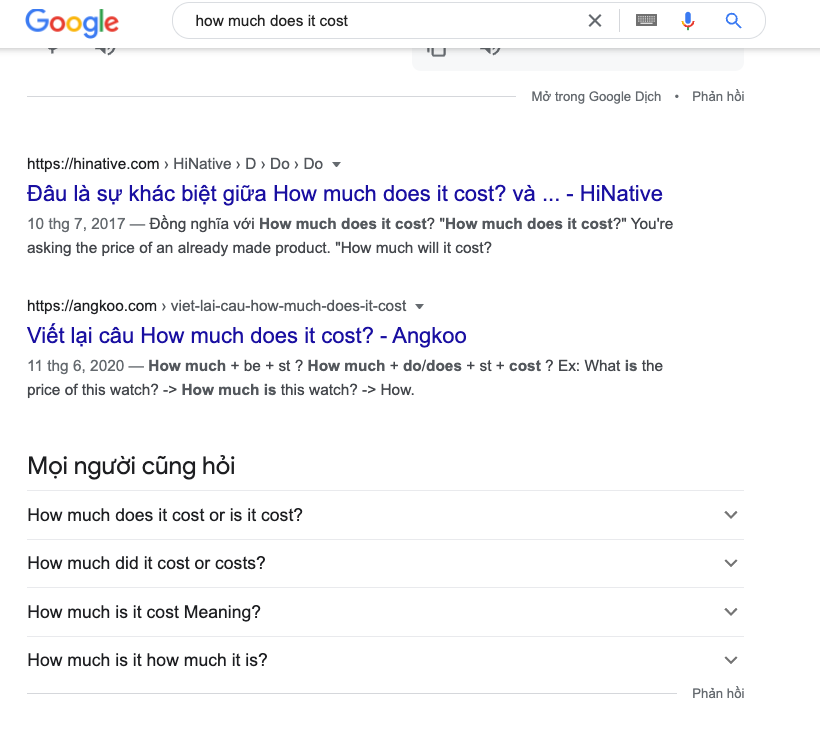 Google
how much does it cost
Mở trong Google Dịch • Phản hồi
https://hinative.com › HiNative › D › Do › Do
Đâu là sự khác biệt giữa How much does it cost? và ... - HiNative
10 thg 7, 2017 — Đồng nghĩa với How much does it cost? "How much does it cost?" You're
asking the price of an already made product. "How much will it cost?
https://angkoo.com › viet-lai-cau-how-much-does-it-cost
Viết lại câu How much does it cost? - Angkoo
11 thg 6, 2020 — How much + be + st ? How much + do/does + st + cost ? Ex: What is the
price of this watch? -> How much is this watch? -> How.
Mọi người cũng hỏi
How much does it cost or is it cost?
How much did it cost or costs?
How much is it cost Meaning?
How much is it how much it is?
Phản hồi